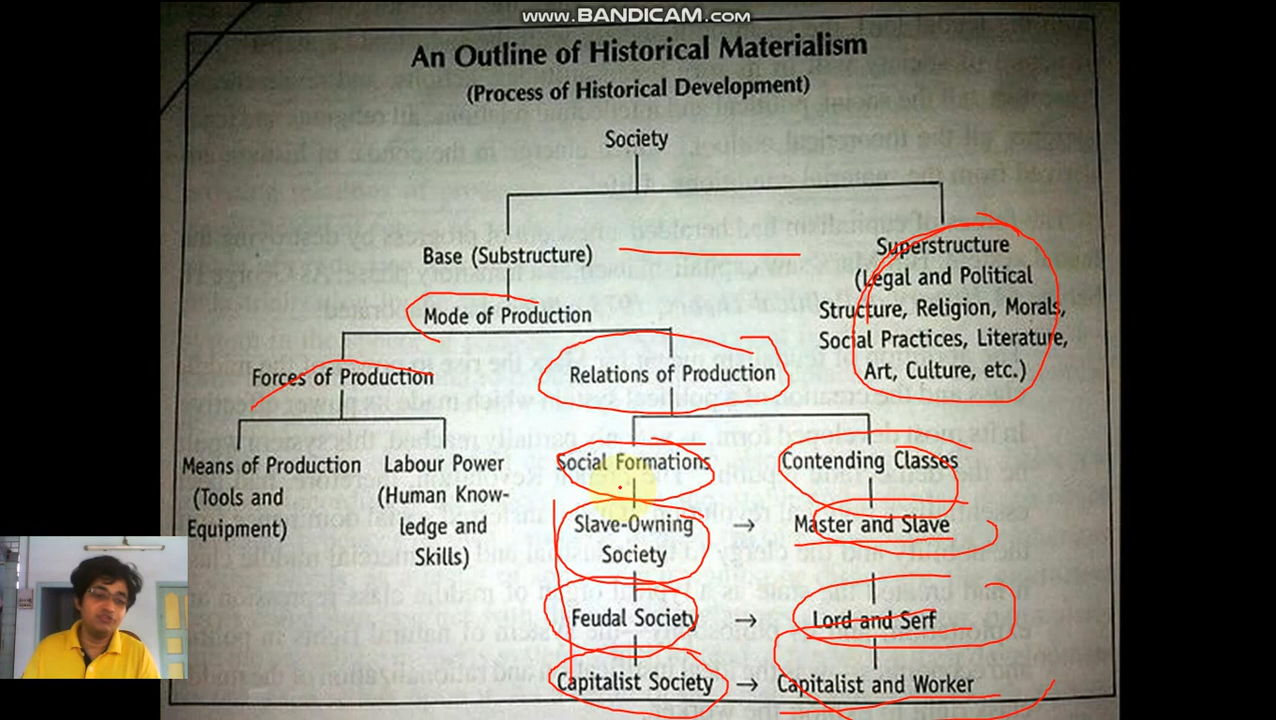 www.BANDICAM.com
An Outline of Historical Materialism
(Process of Historical Development)
Society
Base (Substructure)
Superstructure
(Legal and Political
Structure, Religion, Morals,
Social Practices, Literature,
Art, Culture, etc.)
Mode of Production
Forces of Production
Relations of Production
Means of Production
(Tools and
Equipment)
Labour Power
(Human Know-
ledge and
Skills)
Social Formations
Contending Classes
Slave-Owning
Society
→ Master and Slave
Feudal Society → Lord and Serf
Capitalist Society → Capitalist and Worker